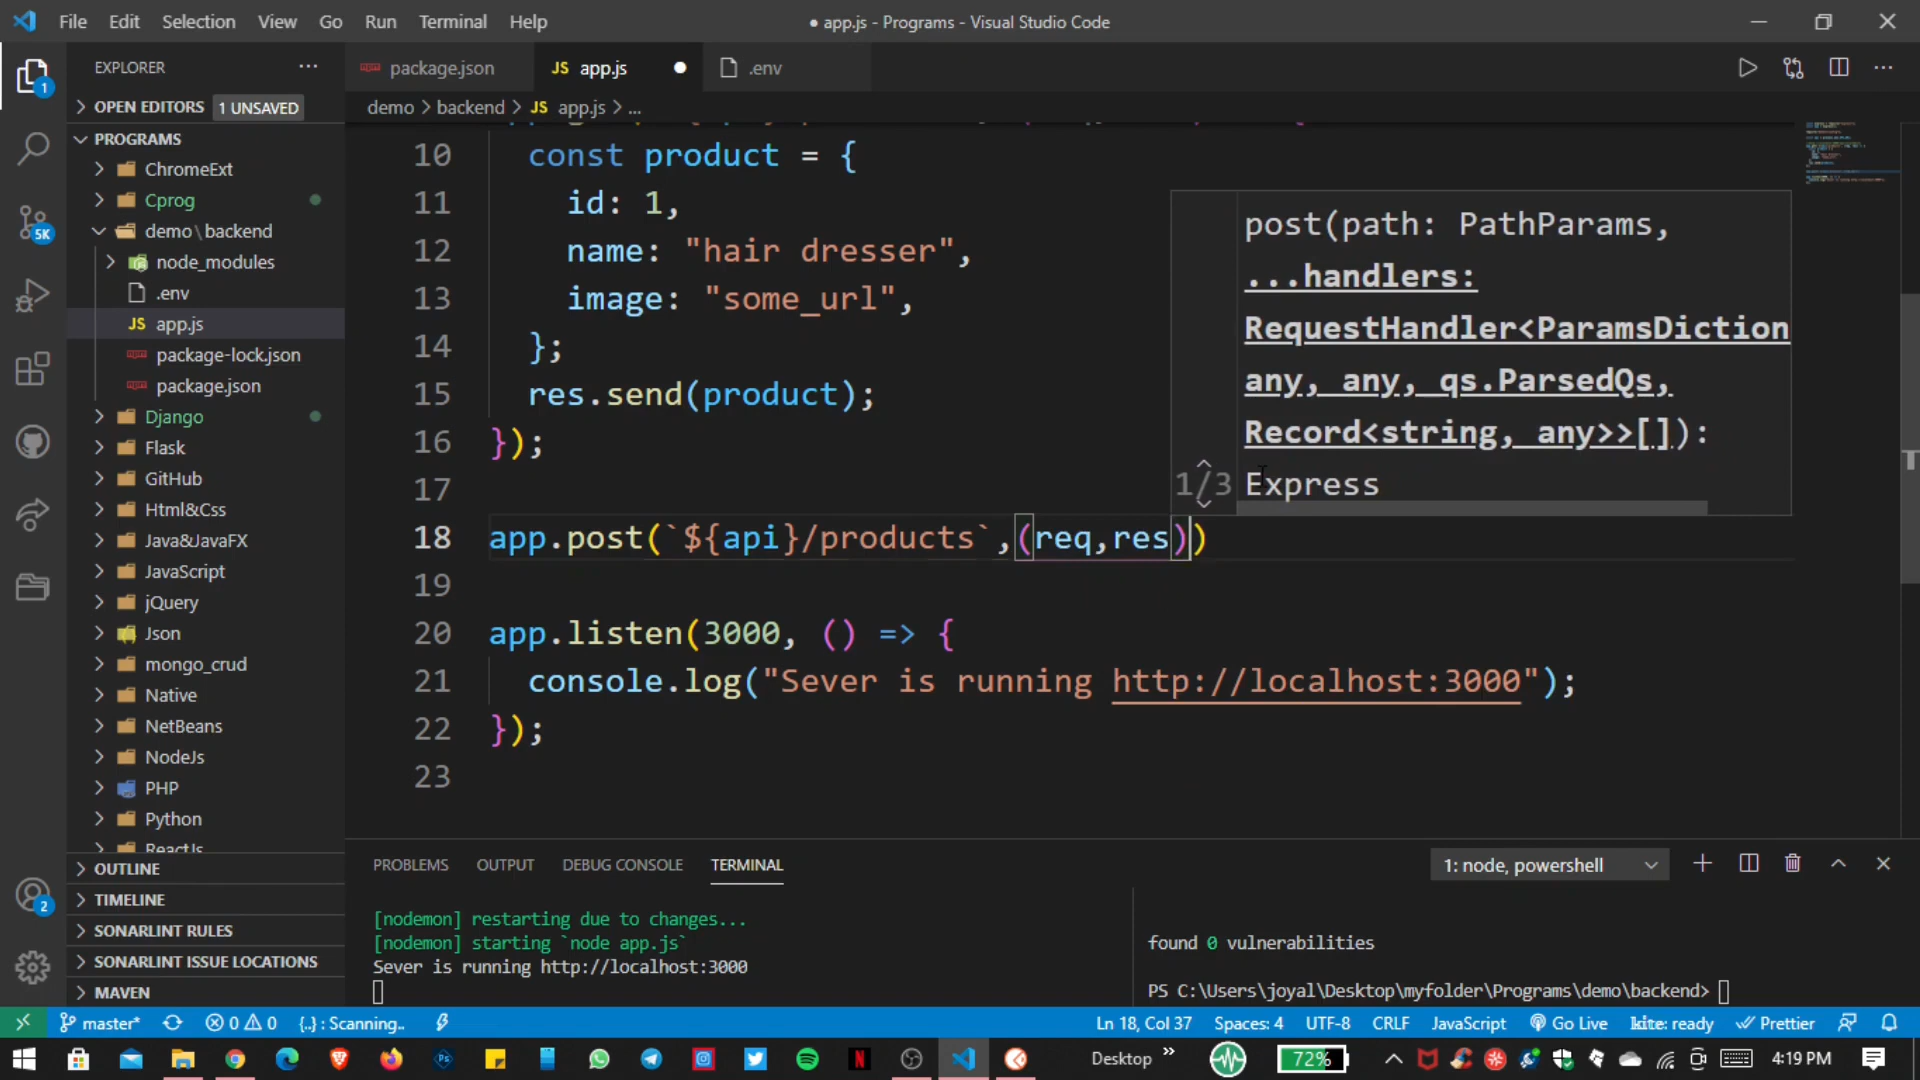 File Edit Selection View Go Run Terminal Help
● app.js - Programs - Visual Studio Code
EXPLORER
package.json
JS app.js
.env
OPEN EDITORS 1 UNSAVED
demo > backend > JS app.js > ...
PROGRAMS
ChromeExt
Cprog
demo\backend
node_modules
.env
JS app.js
package-lock.json
package.json
Django
Flask
GitHub
Html&Css
Java&JavaFX
JavaScript
jQuery
Json
mongo_crud
Native
NetBeans
NodeJs
PHP
Python
ReactJs
OUTLINE
TIMELINE
SONARLINT RULES
SONARLINT ISSUE LOCATIONS
MAVEN
1
5K
2
10 const product = {
11 id: 1,
12 name: "hair dresser",
13 image: "some_url",
14 };
15 res.send(product);
16 });
17
18 app.post(`${api}/products`,(req,res))
19
20 app.listen(3000, () => {
21 console.log("Sever is running http://localhost:3000");
22 });
23
post(path: PathParams,
...handlers:
RequestHandler<ParamsDiction
any, any, qs.ParsedQs,
Record<string, any>>[]):
1/3 Express
PROBLEMS OUTPUT DEBUG CONSOLE TERMINAL
1: node, powershell
[nodemon] restarting due to changes...
[nodemon] starting `node app.js`
Sever is running http://localhost:3000
found 0 vulnerabilities
PS C:\Users\joyal\Desktop\myfolder\Programs\demo\backend>
master* 0 0 {..} : Scanning..
Ln 18, Col 37 Spaces: 4 UTF-8 CRLF JavaScript Go Live kite: ready Prettier
Desktop » 72% 4:19 PM